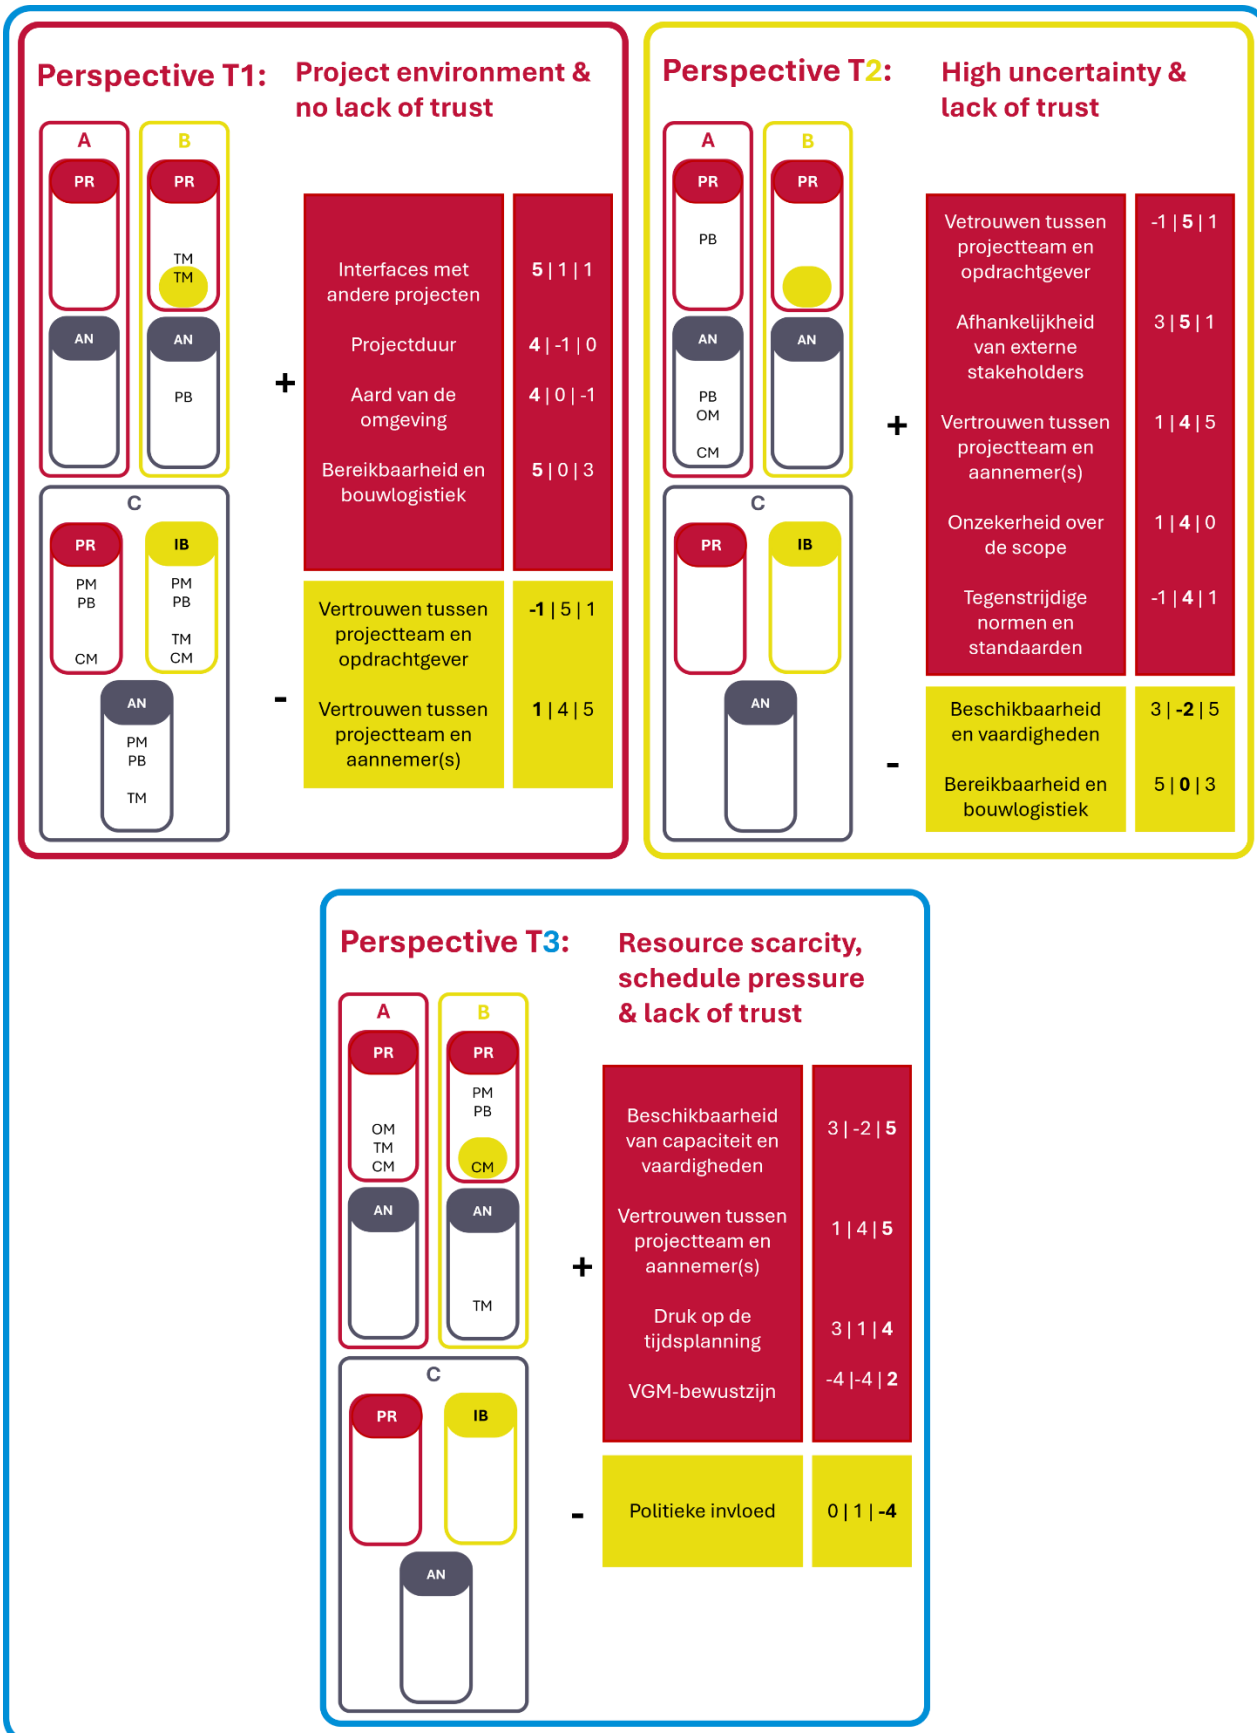 Perspective T1:
Project environment &
no lack of trust
A
B
PR
PR
TM
TM
AN
AN
PB
C
PR
IB
PM
PB
CM
PM
PB
TM
CM
AN
PM
PB
TM
+
Interfaces met
andere projecten
5 | 1 | 1
Projectduur
4 | -1 | 0
Aard van de
omgeving
4 | 0 | -1
Bereikbaarheid en
bouwlogistiek
5 | 0 | 3
-
Vertrouwen tussen
projectteam en
opdrachtgever
-1 | 5 | 1
Vertrouwen tussen
projectteam en
aannemer(s)
1 | 4 | 5
Perspective T2:
High uncertainty &
lack of trust
A
B
PR
PR
PB
AN
AN
PB
OM
CM
C
PR
IB
AN
+
Vetrouwen tussen
projectteam en
opdrachtgever
-1 | 5 | 1
Afhankelijkheid
van externe
stakeholders
3 | 5 | 1
Vertrouwen tussen
projectteam en
aannemer(s)
1 | 4 | 5
Onzekerheid over
de scope
1 | 4 | 0
Tegenstrijdige
normen en
standaarden
-1 | 4 | 1
-
Beschikbaarheid
en vaardigheden
3 | -2 | 5
Bereikbaarheid en
bouwlogistiek
5 | 0 | 3
Perspective T3:
Resource scarcity,
schedule pressure
& lack of trust
A
B
PR
PR
OM
TM
CM
PM
PB
CM
AN
AN
TM
C
PR
IB
AN
+
Beschikbaarheid
van capaciteit en
vaardigheden
3 | -2 | 5
Vertrouwen tussen
projectteam en
aannemer(s)
1 | 4 | 5
Druk op de
tijdsplanning
3 | 1 | 4
VGM-bewustzijn
-4 |-4 | 2
-
Politieke invloed
0 | 1 | -4